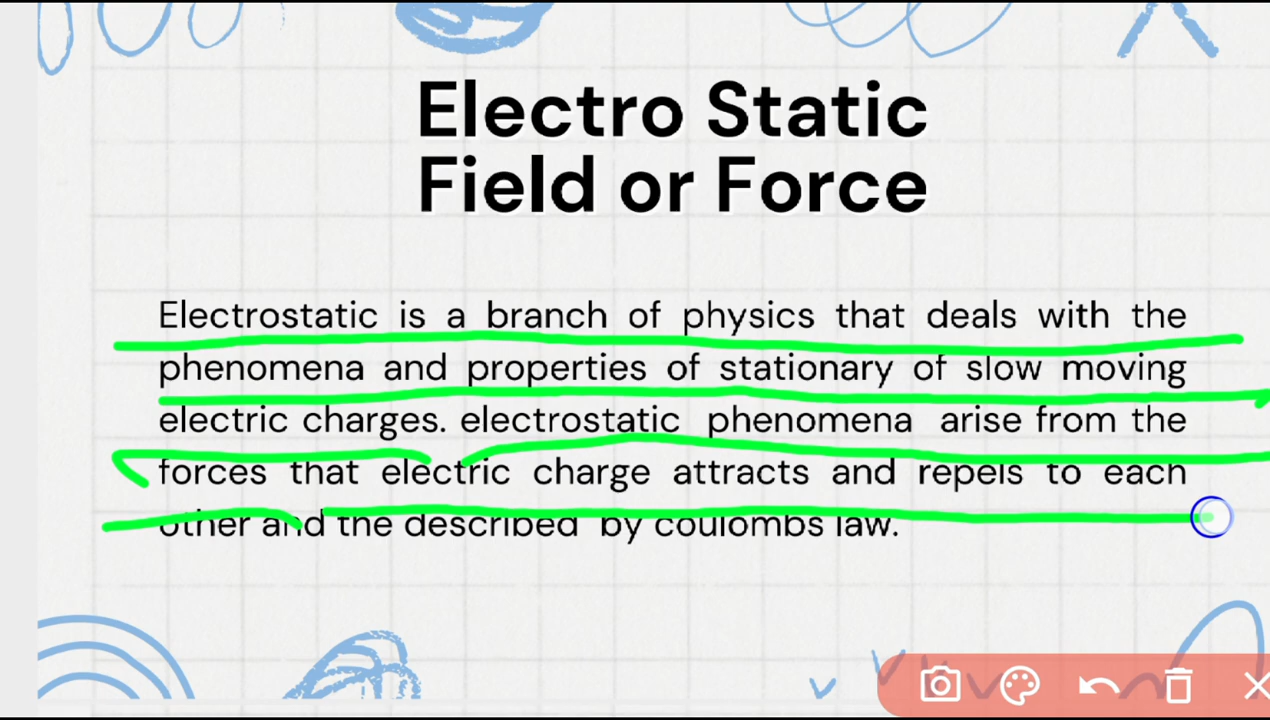 Electro Static
Field or Force
Electrostatic is a branch of physics that deals with the
phenomena and properties of stationary of slow moving
electric charges. electrostatic phenomena arise from the
forces that electric charge attracts and repels to each
other and the described by coulombs law.